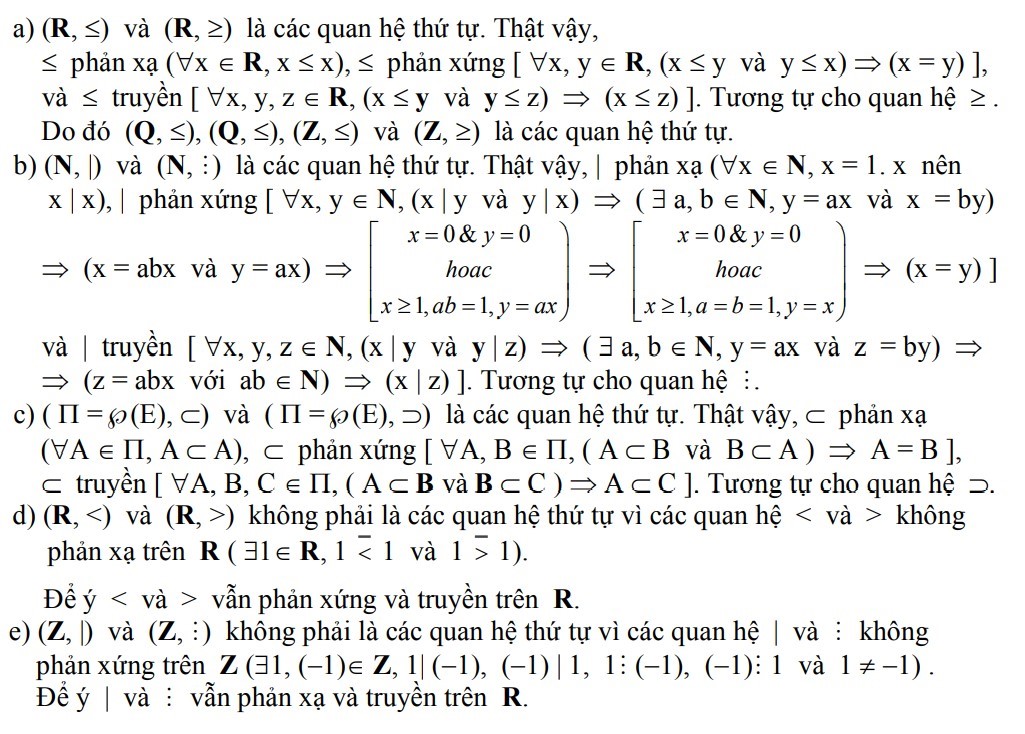 a) (R, ≤) và (R, ≥) là các quan hệ thứ tự. Thật vậy,
≤ phản xạ (∀x ∈ R, x ≤ x), ≤ phản xứng [ ∀x, y ∈ R, (x ≤ y và y ≤ x) ⇒ (x = y) ],
và ≤ truyền [ ∀x, y, z ∈ R, (x ≤ y và y ≤ z) ⇒ (x ≤ z) ]. Tương tự cho quan hệ ≥ .
Do đó (Q, ≤), (Q, ≤), (Z, ≤) và (Z, ≥) là các quan hệ thứ tự.
b) (N, |) và (N, ⋮) là các quan hệ thứ tự. Thật vậy, | phản xạ (∀x ∈ N, x = 1. x nên
x | x), | phản xứng [ ∀x, y ∈ N, (x | y và y | x) ⇒ ( ∃ a, b ∈ N, y = ax và x = by)
⇒ (x = abx và y = ax) ⇒ [ x = 0 & y = 0 hoac x ≥ 1, ab = 1, y = ax ) ⇒ [ x = 0 & y = 0 hoac x ≥ 1, a = b = 1, y = x ) ⇒ (x = y) ]
và | truyền [ ∀x, y, z ∈ N, (x | y và y | z) ⇒ ( ∃ a, b ∈ N, y = ax và z = by) ⇒
⇒ (z = abx với ab ∈ N) ⇒ (x | z) ]. Tương tự cho quan hệ ⋮.
c) ( Π = ℘(E), ⊂) và ( Π = ℘(E), ⊃) là các quan hệ thứ tự. Thật vậy, ⊂ phản xạ
(∀A ∈ Π, A ⊂ A), ⊂ phản xứng [ ∀A, B ∈ Π, ( A ⊂ B và B ⊂ A ) ⇒ A = B ],
⊂ truyền [ ∀A, B, C ∈ Π, ( A ⊂ B và B ⊂ C ) ⇒ A ⊂ C ]. Tương tự cho quan hệ ⊃.
d) (R, <) và (R, >) không phải là các quan hệ thứ tự vì các quan hệ < và > không
phản xạ trên R ( ∃1 ∈ R, 1 <̅ 1 và 1 >̅ 1).
Để ý < và > vẫn phản xứng và truyền trên R.
e) (Z, |) và (Z, ⋮) không phải là các quan hệ thứ tự vì các quan hệ | và ⋮ không
phản xứng trên Z (∃1, (−1)∈ Z, 1| (−1), (−1) | 1, 1⋮ (−1), (−1)⋮ 1 và 1 ≠ −1) .
Để ý | và ⋮ vẫn phản xạ và truyền trên R.